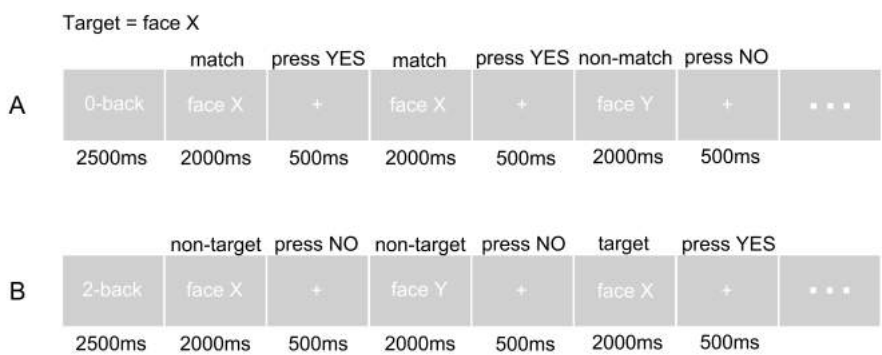 Target = face X
match press YES match press YES non-match press NO
A 0-back face X + face X + face Y +
2500ms 2000ms 500ms 2000ms 500ms 2000ms 500ms
non-target press NO non-target press NO target press YES
B 2-back face X + face Y + face X +
2500ms 2000ms 500ms 2000ms 500ms 2000ms 500ms